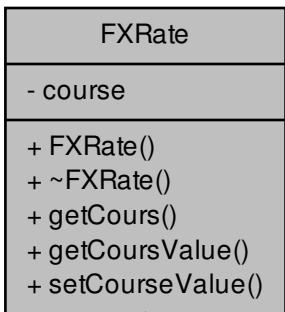 FXRate
- course
+ FXRate()
+ ~FXRate()
+ getCours()
+ getCoursValue()
+ setCourseValue()